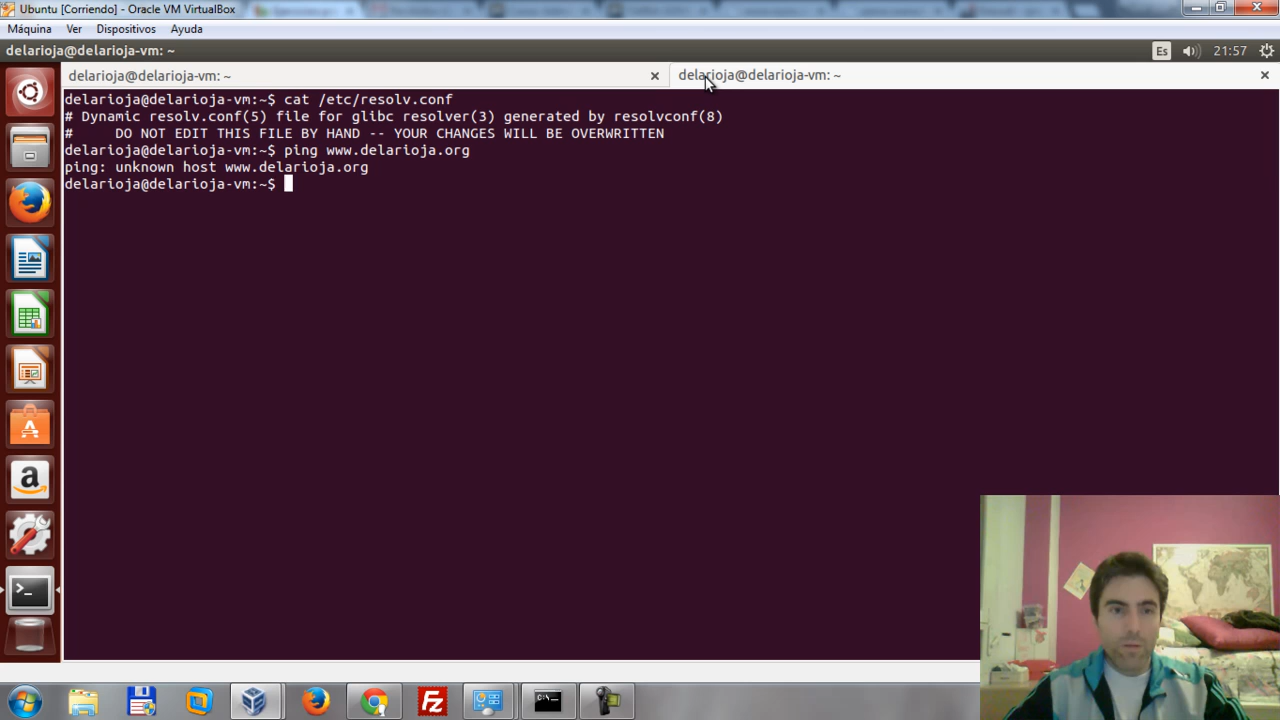 Ubuntu [Corriendo] - Oracle VM VirtualBox
Máquina Ver Dispositivos Ayuda
delarioja@delarioja-vm: ~
Es
21:57
delarioja@delarioja-vm: ~
delarioja@delarioja-vm: ~
delarioja@delarioja-vm:~$ cat /etc/resolv.conf
# Dynamic resolv.conf(5) file for glibc resolver(3) generated by resolvconf(8)
#     DO NOT EDIT THIS FILE BY HAND -- YOUR CHANGES WILL BE OVERWRITTEN
delarioja@delarioja-vm:~$ ping www.delarioja.org
ping: unknown host www.delarioja.org
delarioja@delarioja-vm:~$